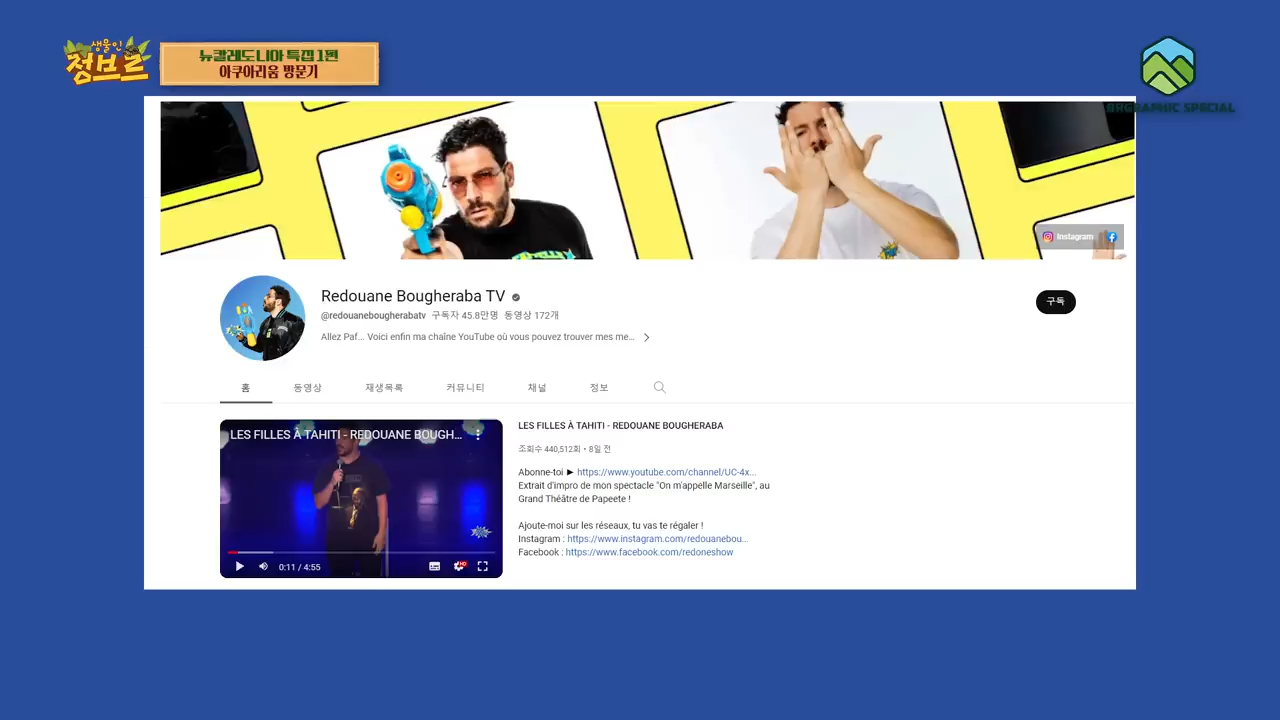 생물인
정브르
뉴칼레도니아 특집 1편
아쿠아리움 방문기
BRGRAPHIC SPECIAL
Instagram
Redouane Bougheraba TV
@redouanebougherabatv 구독자 45.8만명 동영상 172개
Allez Paf... Voici enfin ma chaîne YouTube où vous pouvez trouver mes me...
구독
홈 동영상 재생목록 커뮤니티 채널 정보
LES FILLES À TAHITI - REDOUANE BOUGH...
0:11 / 4:55
HD
LES FILLES À TAHITI - REDOUANE BOUGHERABA
조회수 440,512회 • 8일 전
Abonne-toi ► https://www.youtube.com/channel/UC-4x...
Extrait d'impro de mon spectacle "On m'appelle Marseille", au
Grand Théâtre de Papeete !
Ajoute-moi sur les réseaux, tu vas te régaler !
Instagram : https://www.instagram.com/redouanebou...
Facebook : https://www.facebook.com/redoneshow